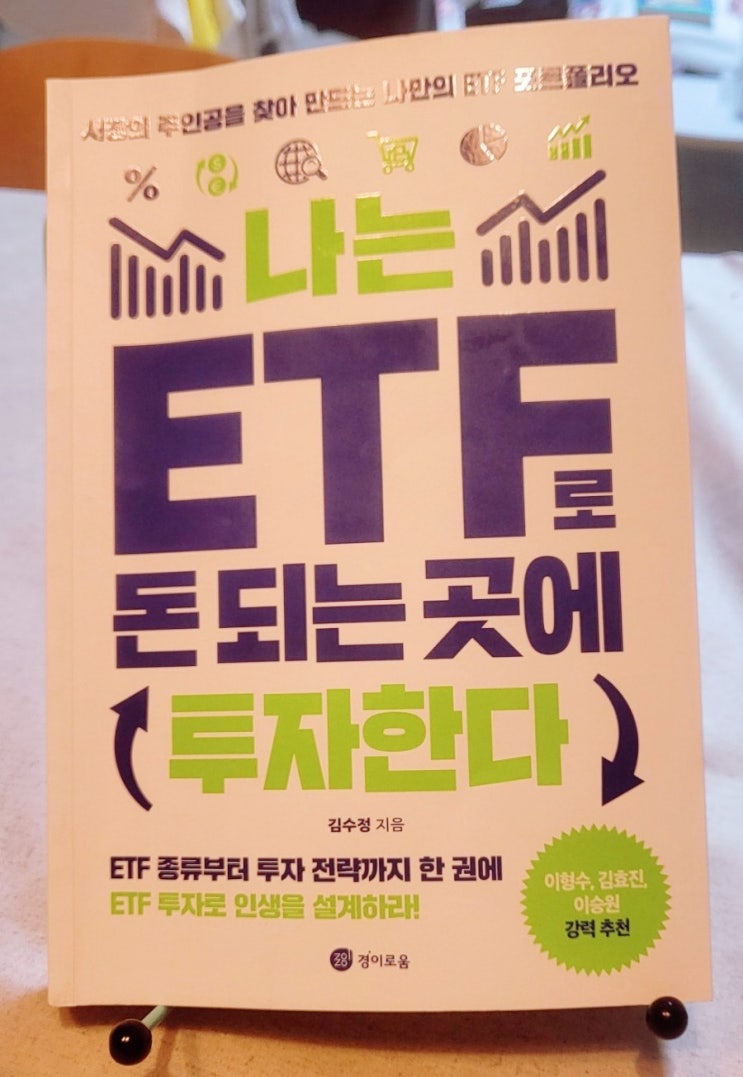 시장의 주인공을 찾아 만드는 나만의 ETF 포트폴리오
%
$
€
나는
ETF로
돈 되는 곳에
투자한다
김수정 지음
ETF 종류부터 투자 전략까지 한 권에
ETF 투자로 인생을 설계하라!
이형수, 김효진,
이승원
강력 추천
경이로움